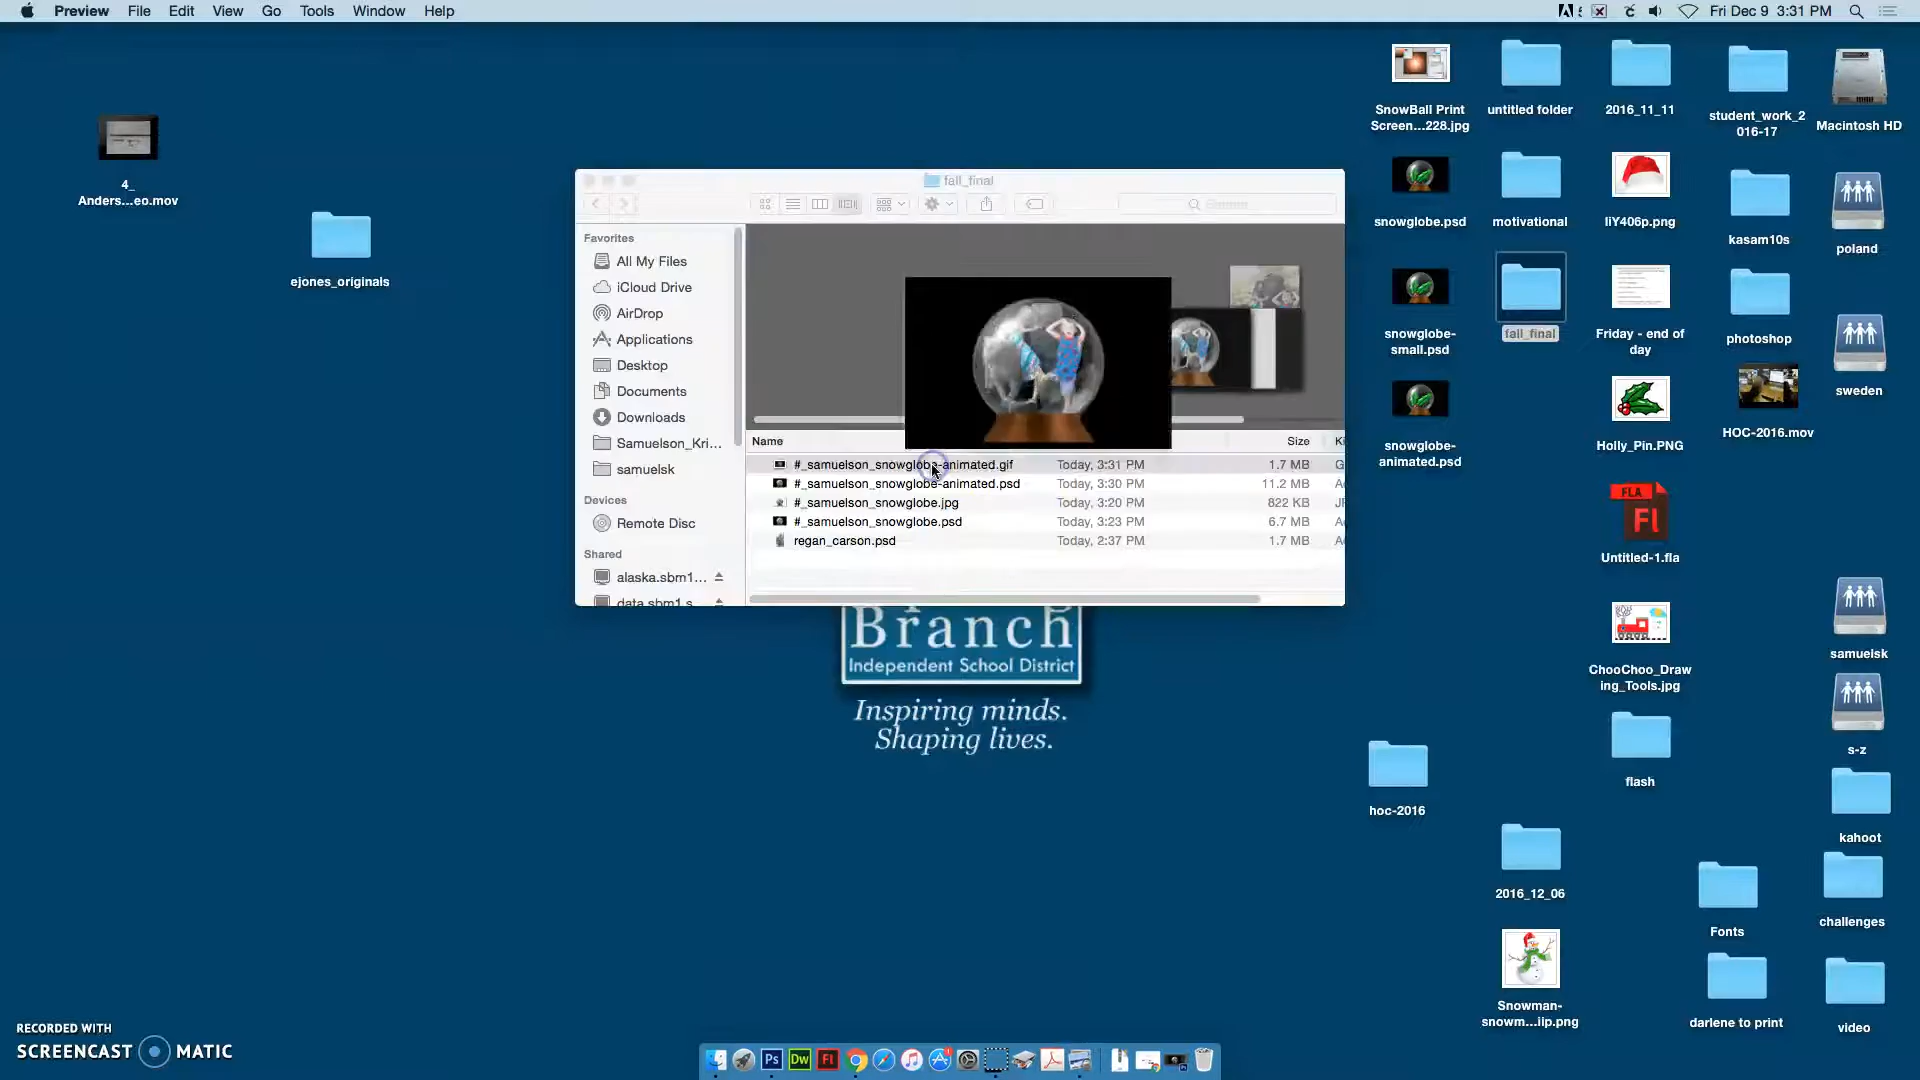 Preview File Edit View Go Tools Window Help
Fri Dec 9 3:31 PM
4_
Anders...eo.mov
ejones_originals
fall_final
Favorites
All My Files
iCloud Drive
AirDrop
Applications
Desktop
Documents
Downloads
Samuelson_Kri...
samuelsk
Devices
Remote Disc
Shared
alaska.sbm1...
data.sbm1.s
Name Size Ki
#_samuelson_snowglobe-animated.gif Today, 3:31 PM 1.7 MB G
#_samuelson_snowglobe-animated.psd Today, 3:30 PM 11.2 MB A
#_samuelson_snowglobe.jpg Today, 3:20 PM 822 KB JP
#_samuelson_snowglobe.psd Today, 3:23 PM 6.7 MB A
regan_carson.psd Today, 2:37 PM 1.7 MB A
Branch
Independent School District
Inspiring minds.
Shaping lives.
SnowBall Print
Screen...228.jpg
untitled folder
2016_11_11
student_work_2
016-17
Macintosh HD
snowglobe.psd
motivational
liY406p.png
kasam10s
poland
snowglobe-
small.psd
fall_final
Friday - end of
day
photoshop
sweden
snowglobe-
animated.psd
Holly_Pin.PNG
HOC-2016.mov
FLA
Fl
Untitled-1.fla
samuelsk
ChooChoo_Draw
ing_Tools.jpg
s-z
hoc-2016
flash
kahoot
2016_12_06
Fonts
challenges
Snowman-
snowm...iip.png
darlene to print
video
RECORDED WITH
SCREENCAST MATIC
Ps Dw Fl